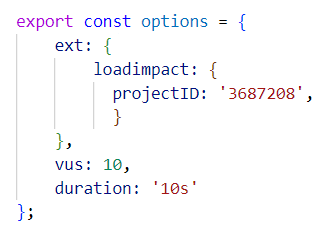 export const options = {
    ext: {
        loadimpact: {
          projectID: '3687208',
          }
    },
    vus: 10,
    duration: '10s'
};